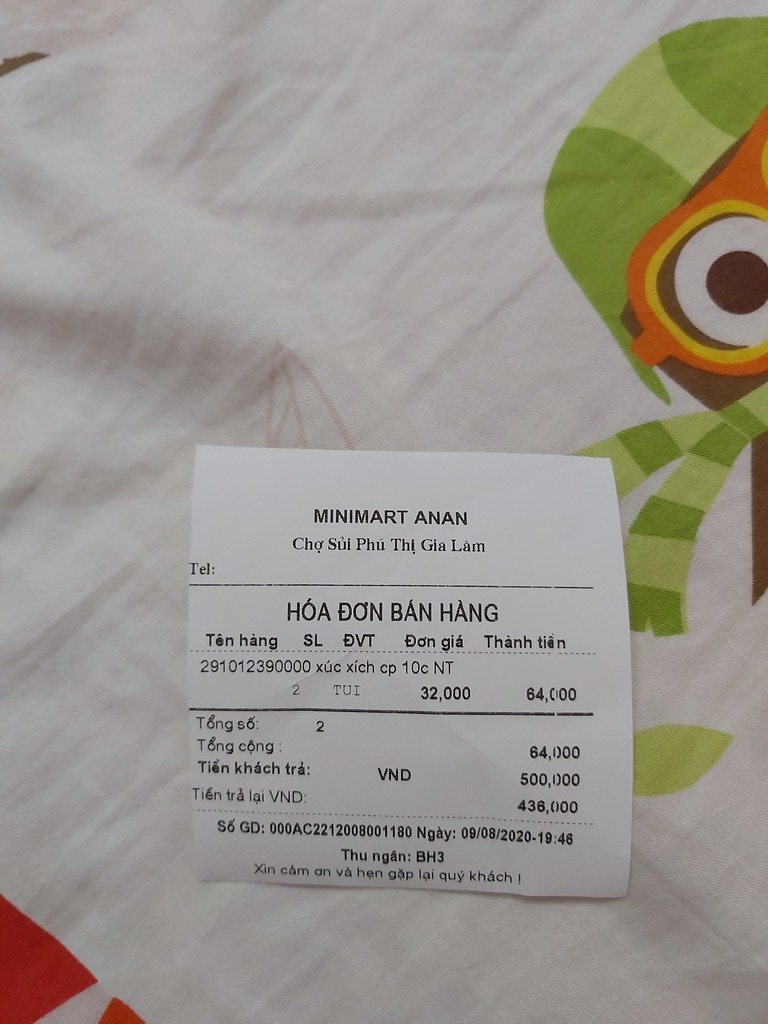 MINIMART ANAN
Chợ Sủi Phú Thị Gia Lâm
Tel:
HÓA ĐƠN BÁN HÀNG
Tên hàng SL ĐVT Đơn giá Thành tiền
291012390000 xúc xích cp 10c NT
2 TUI 32,000 64,000
Tổng số: 2
Tổng cộng : 64,000
Tiền khách trả: VND 500,000
Tiền trả lại VND: 436,000
Số GD: 000AC2212008001180 Ngày: 09/08/2020-19:46
Thu ngân: BH3
Xin cám ơn và hẹn gặp lại quý khách !